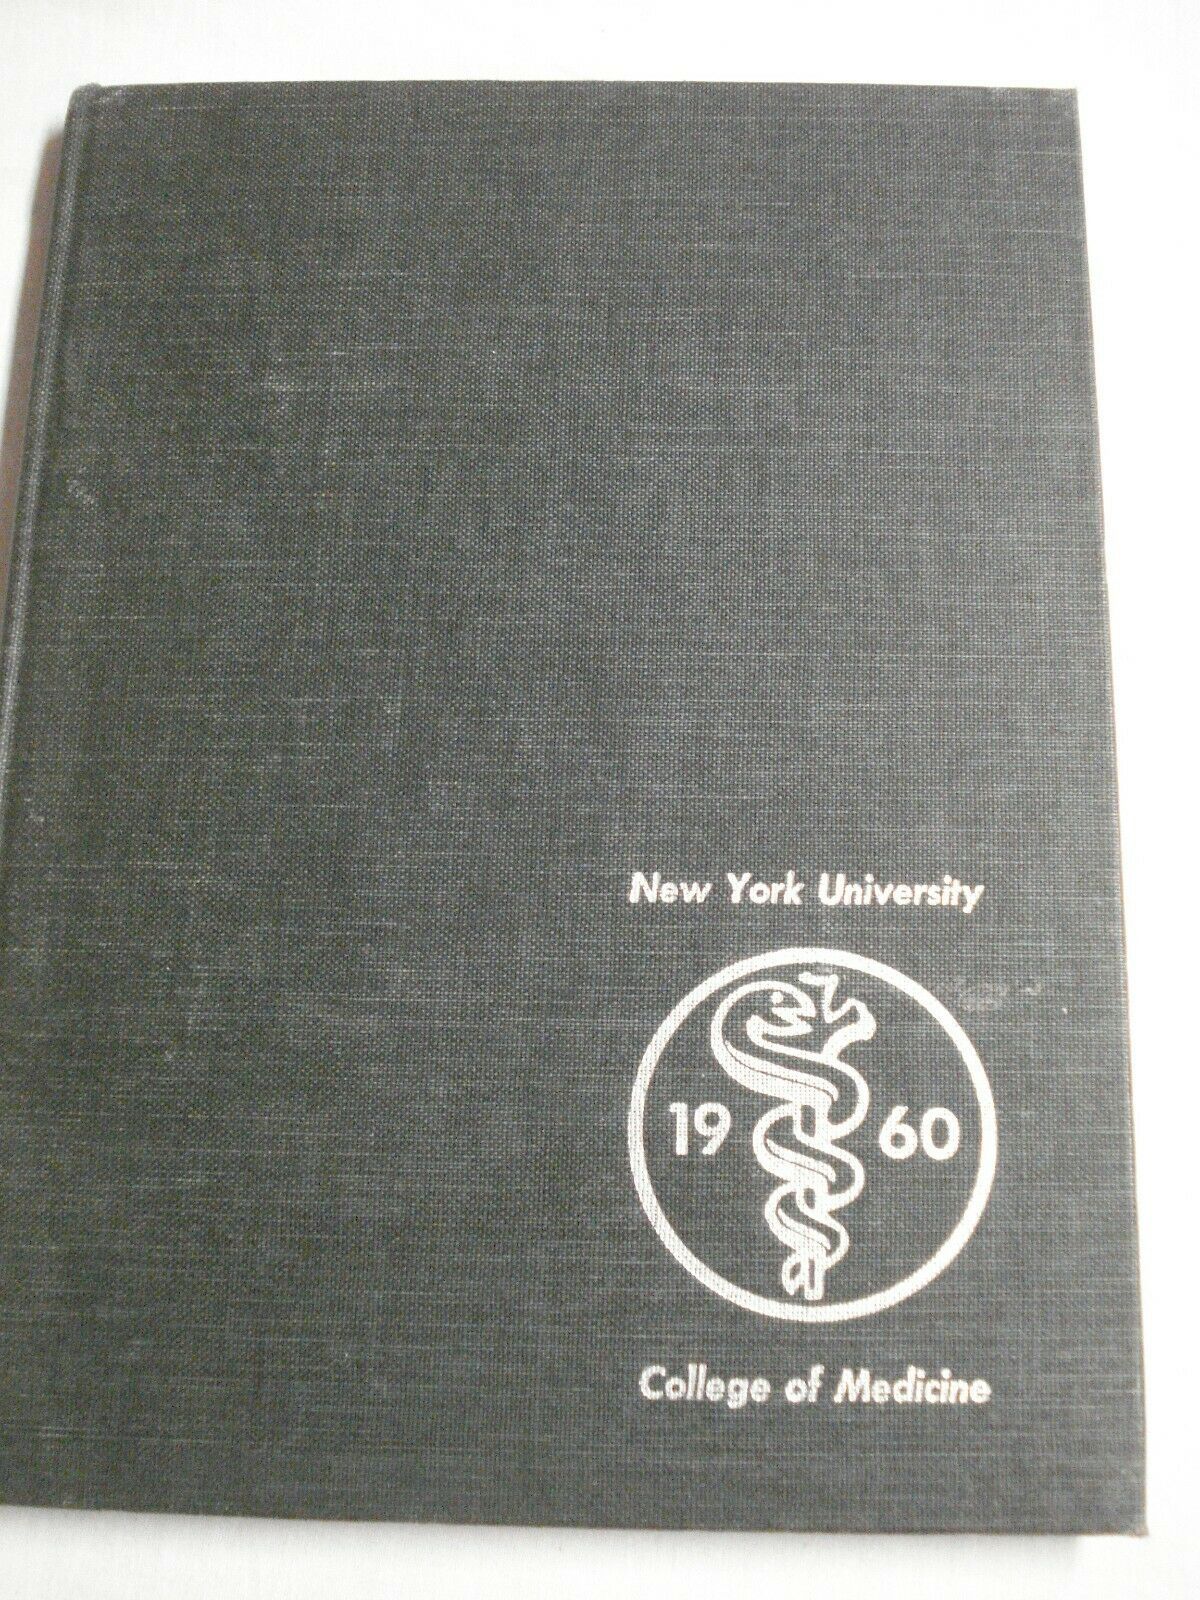 New York University
19 60
College of Medicine